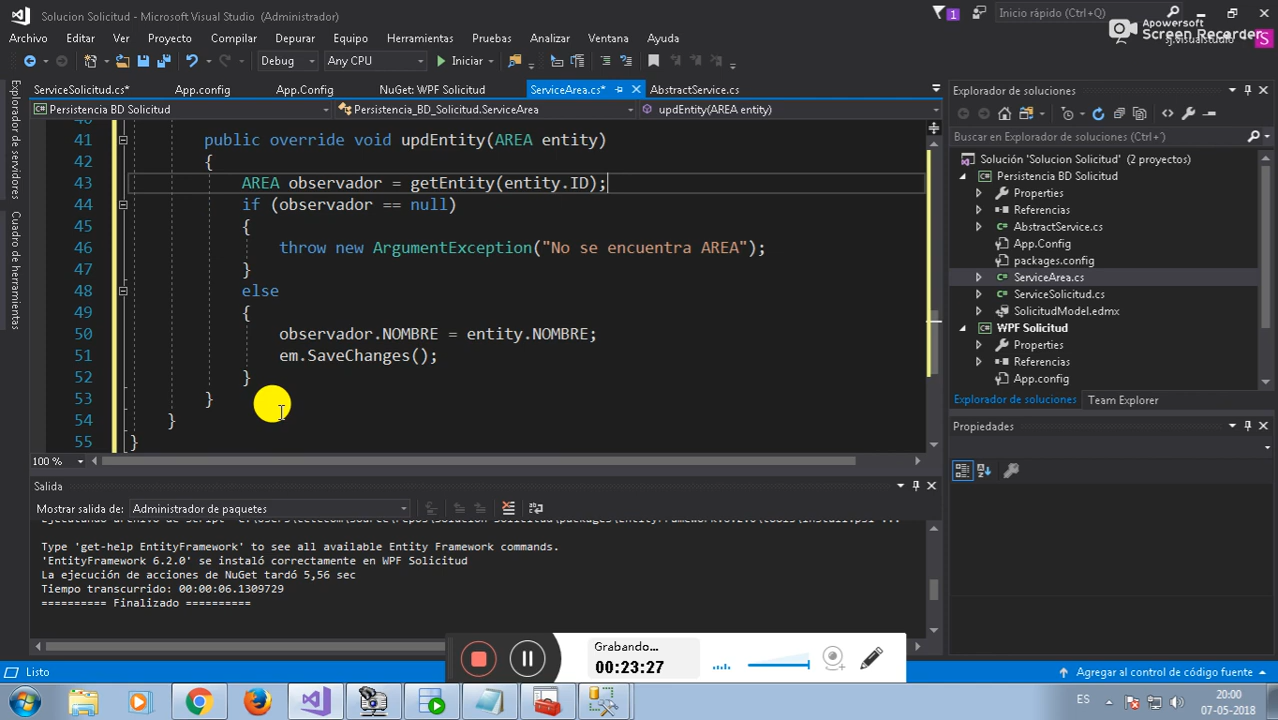 Solucion Solicitud - Microsoft Visual Studio (Administrador)
1
Inicio rápido (Ctrl+Q)
Apowersoft
Screen Recorder
Archivo Editar Ver Proyecto Compilar Depurar Equipo Herramientas Pruebas Analizar Ventana Ayuda
S
Debug Any CPU Iniciar
Explorador de servidores
Cuadro de herramientas
ServiceSolicitud.cs* App.config App.Config NuGet: WPF Solicitud ServiceArea.cs* AbstractService.cs
Persistencia BD Solicitud Persistencia_BD_Solicitud.ServiceArea updEntity(AREA entity)
41 public override void updEntity(AREA entity)
42 {
43 AREA observador = getEntity(entity.ID);
44 if (observador == null)
45 {
46 throw new ArgumentException("No se encuentra AREA");
47 }
48 else
49 {
50 observador.NOMBRE = entity.NOMBRE;
51 em.SaveChanges();
52 }
53 }
54 }
55 }
100 %
Explorador de soluciones
Buscar en Explorador de soluciones (Ctrl+´)
Solución 'Solucion Solicitud' (2 proyectos)
Persistencia BD Solicitud
Properties
Referencias
AbstractService.cs
App.Config
packages.config
ServiceArea.cs
ServiceSolicitud.cs
SolicitudModel.edmx
WPF Solicitud
Properties
Referencias
App.config
Explorador de soluciones Team Explorer
Propiedades
Salida
Mostrar salida de: Administrador de paquetes
Type 'get-help EntityFramework' to see all available Entity Framework commands.
'EntityFramework 6.2.0' se instaló correctamente en WPF Solicitud
La ejecución de acciones de NuGet tardó 5,56 sec
Tiempo transcurrido: 00:00:06.1309729
========== Finalizado ==========
Grabando...
00:23:27
Listo
Agregar al control de código fuente
ES
20:00
07-05-2018